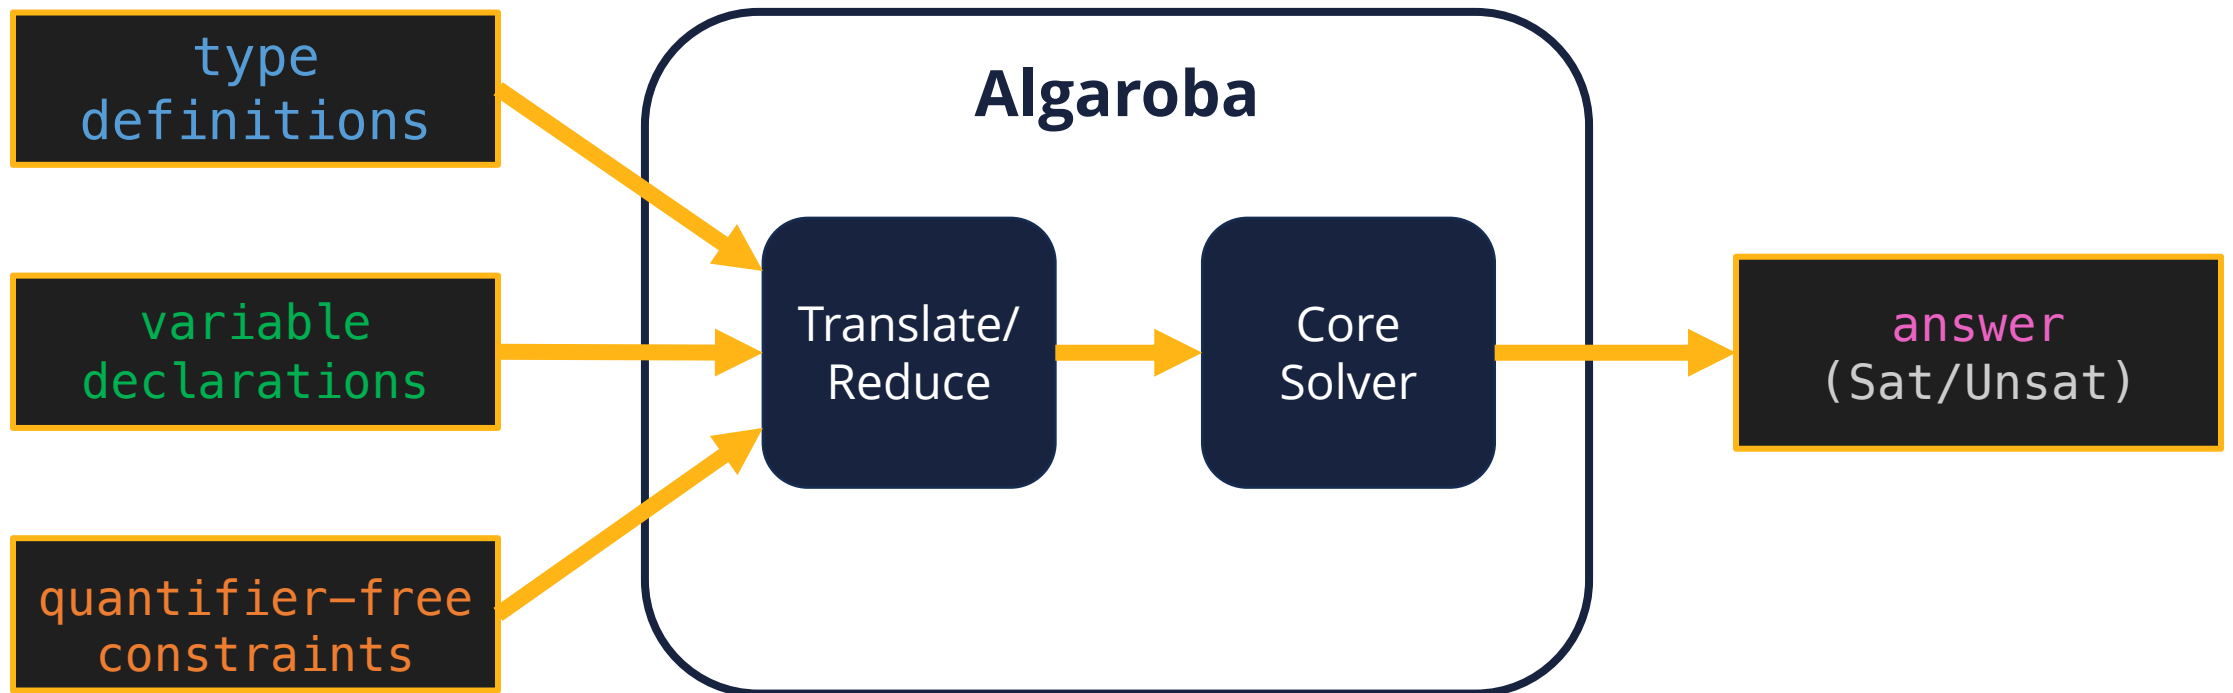 type
definitions
variable
declarations
quantifier-free
constraints
Algaroba
Translate/
Reduce
Core
Solver
answer
(Sat/Unsat)